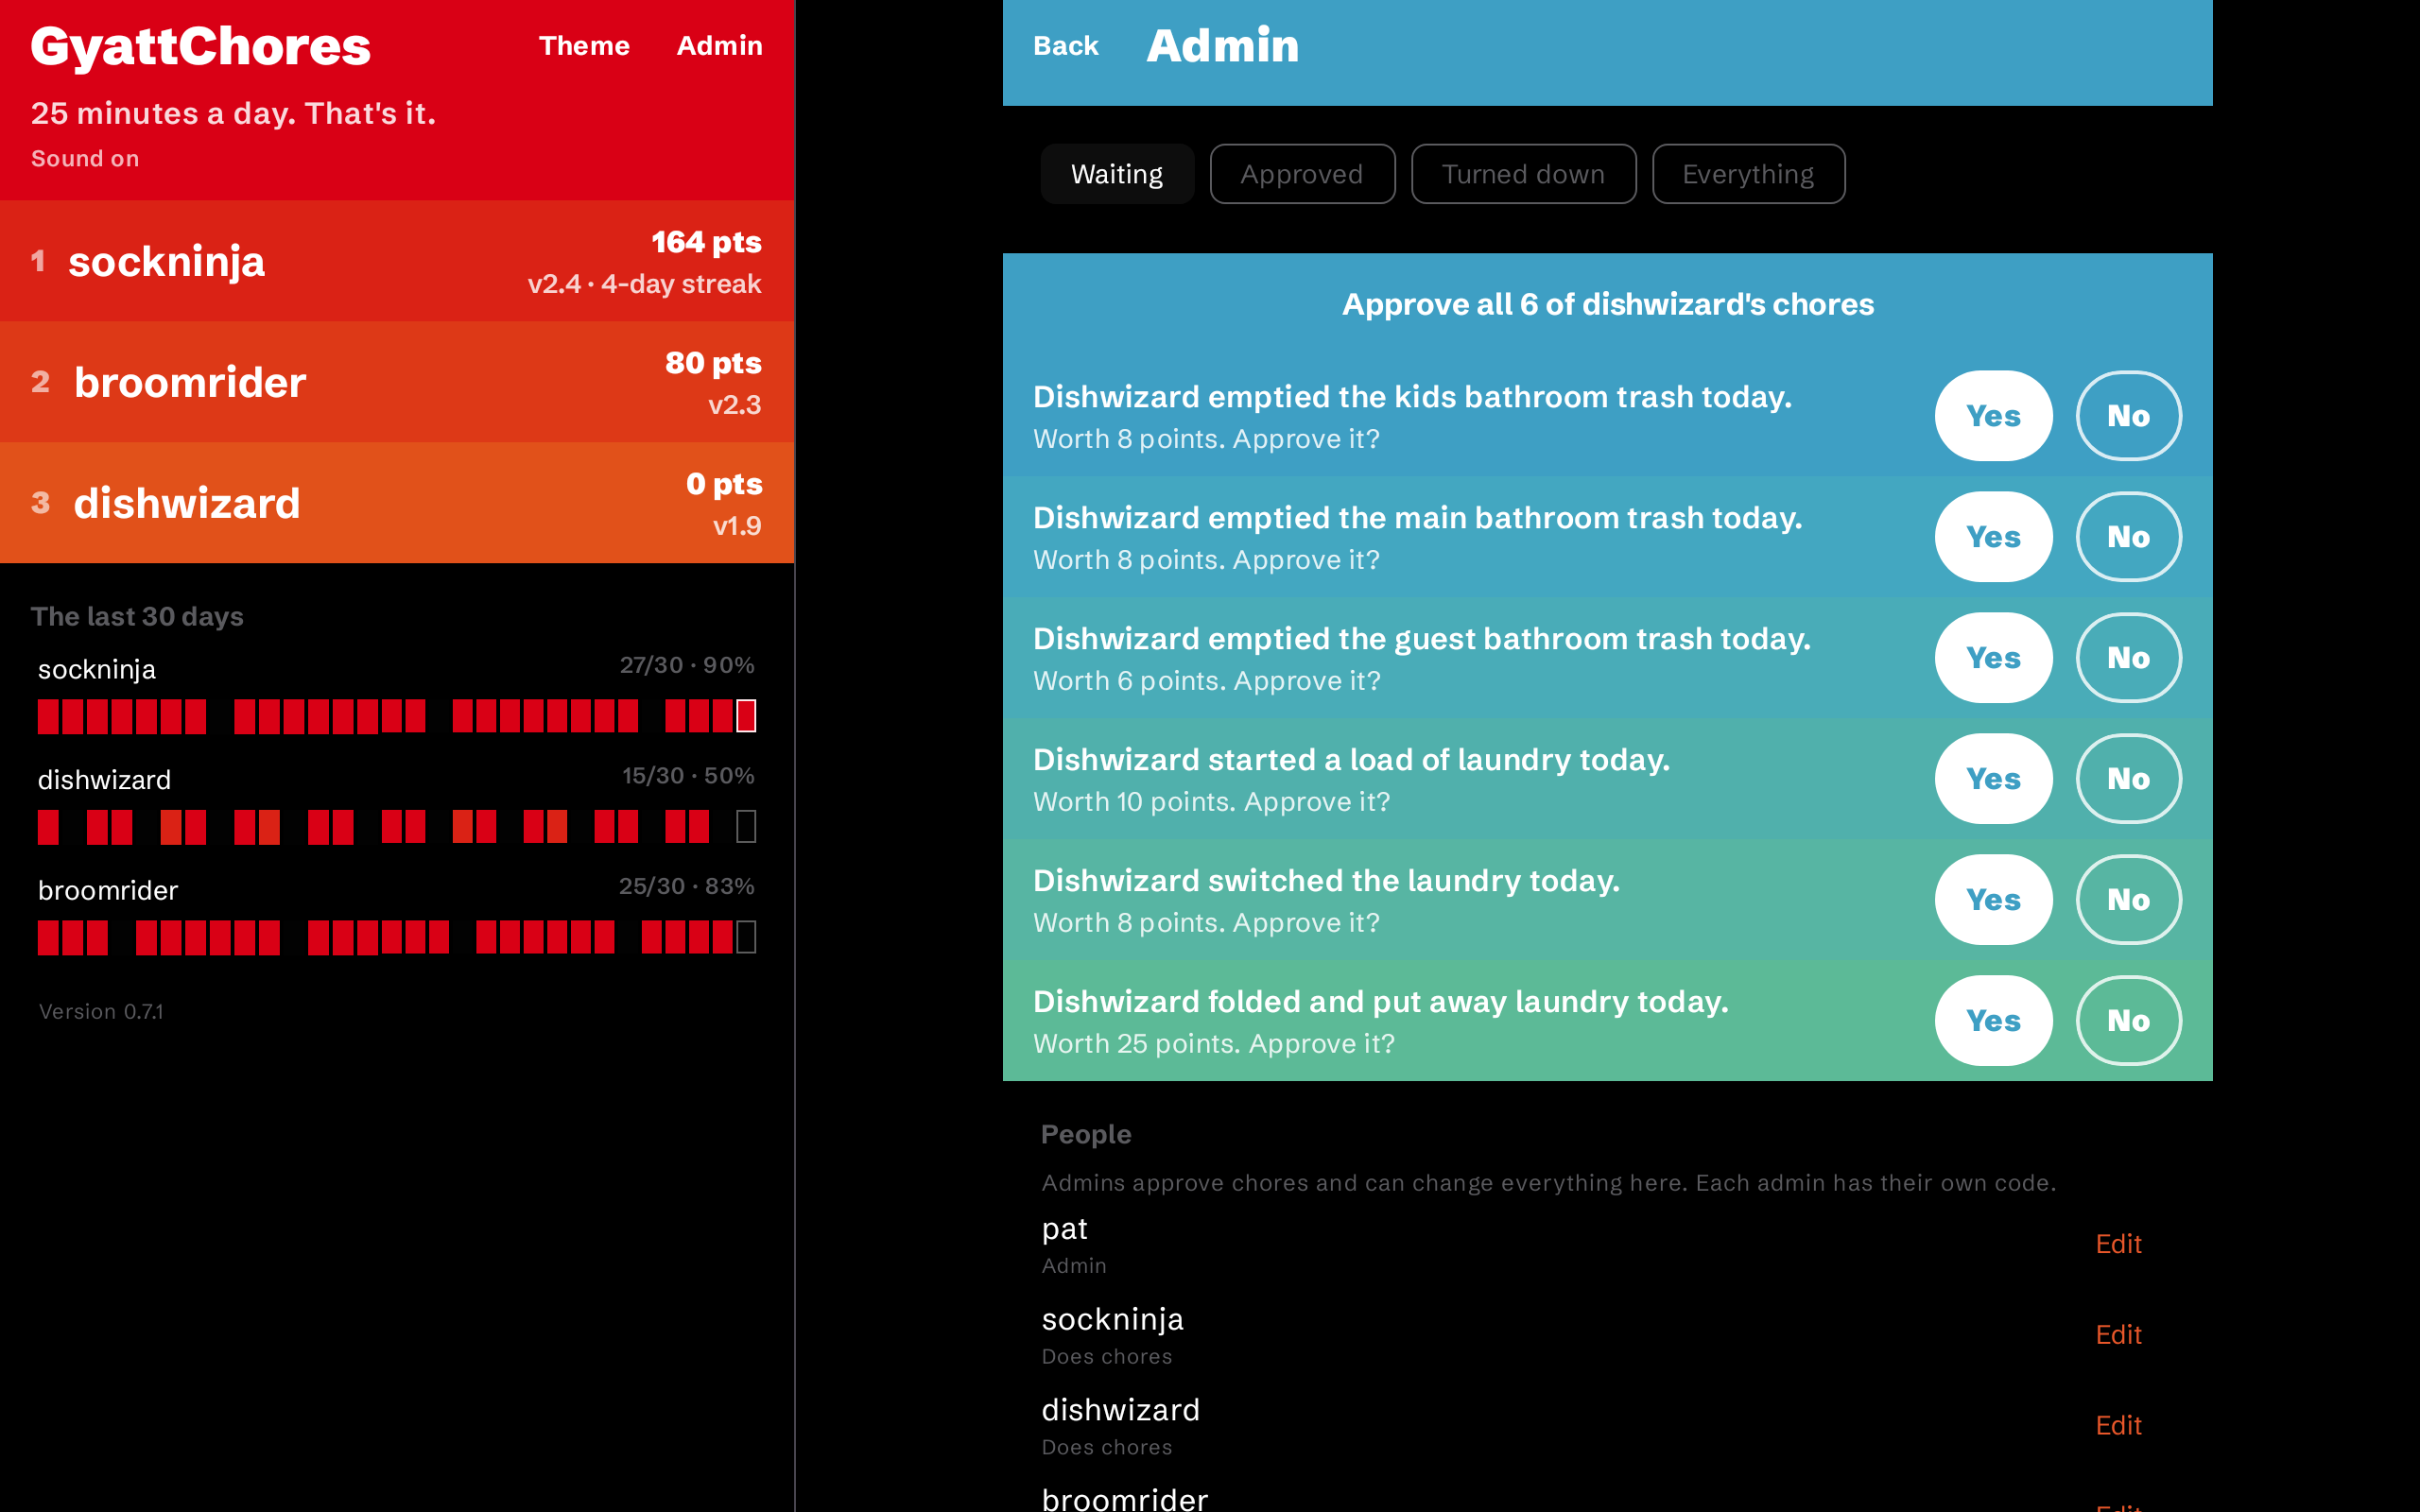 GyattChores
Theme
Admin
25 minutes a day. That's it.
Sound on
1 sockninja
164 pts
v2.4 · 4-day streak
2 broomrider
80 pts
v2.3
3 dishwizard
0 pts
v1.9
The last 30 days
sockninja
27/30 · 90%
dishwizard
15/30 · 50%
broomrider
25/30 · 83%
Version 0.7.1
Back
Admin
Waiting
Approved
Turned down
Everything
Approve all 6 of dishwizard's chores
Dishwizard emptied the kids bathroom trash today.
Worth 8 points. Approve it?
Yes
No
Dishwizard emptied the main bathroom trash today.
Worth 8 points. Approve it?
Yes
No
Dishwizard emptied the guest bathroom trash today.
Worth 6 points. Approve it?
Yes
No
Dishwizard started a load of laundry today.
Worth 10 points. Approve it?
Yes
No
Dishwizard switched the laundry today.
Worth 8 points. Approve it?
Yes
No
Dishwizard folded and put away laundry today.
Worth 25 points. Approve it?
Yes
No
People
Admins approve chores and can change everything here. Each admin has their own code.
pat
Admin
Edit
sockninja
Does chores
Edit
dishwizard
Does chores
Edit
broomrider
Edit